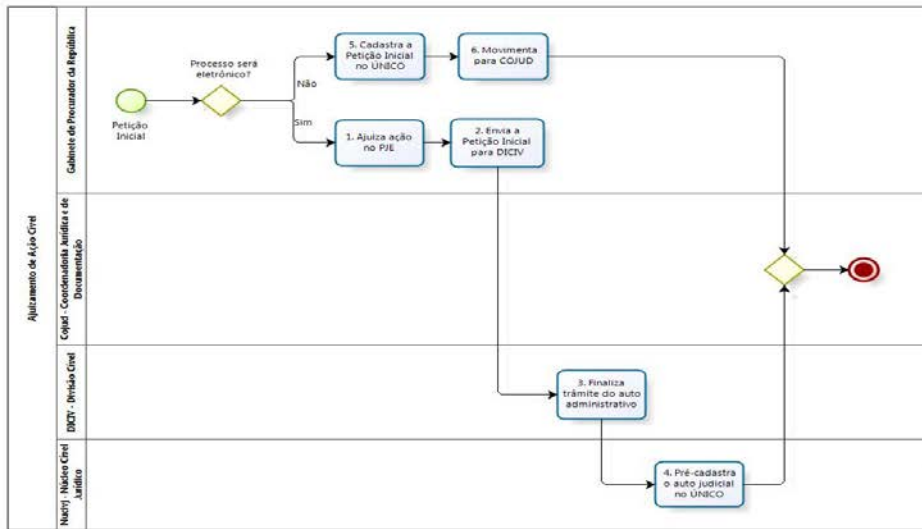 Ajuizamento de Ação Cível
Gabinete de Procurador da República
Petição
Inicial
Processo será
eletrônico?
Não
Sim
5. Cadastra a
Petição Inicial
no ÚNICO
6. Movimenta
para COJUD
1. Ajuiza ação
no PJE
2. Envia a
Petição Inicial
para DICIV
Cojud - Coordenadoria Jurídica e de
Documentação
DICIV - Divisão Cível
3. Finaliza
trâmite do auto
administrativo
Núcleo Cível
Jurídico
4. Pré-cadastra
o auto judicial
no ÚNICO